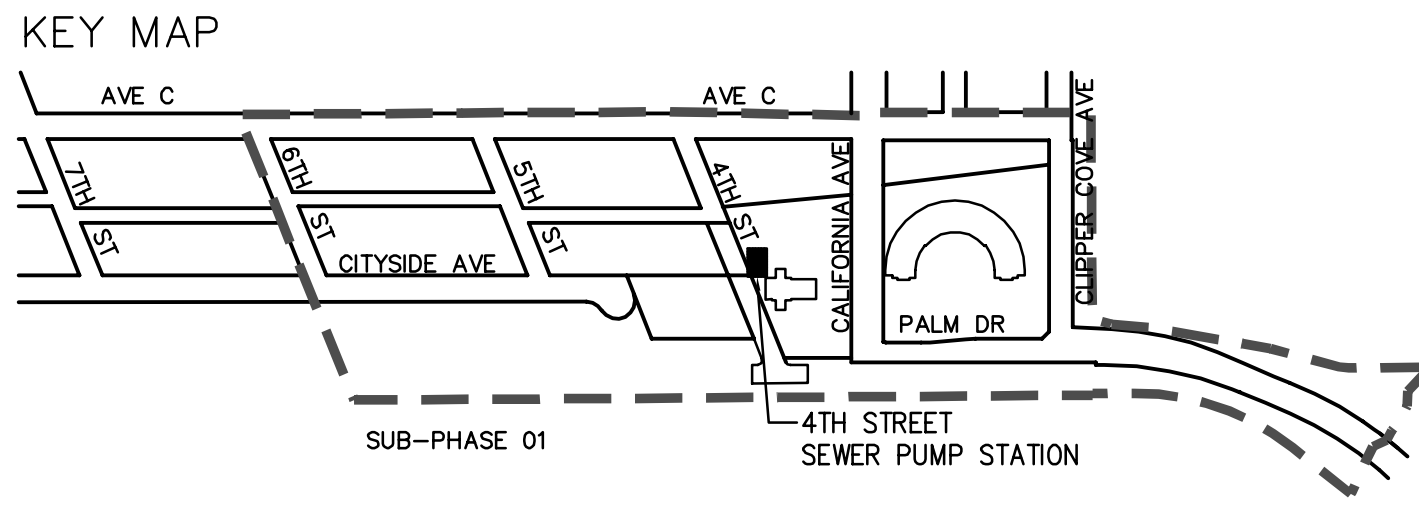 KEY MAP
AVE C
AVE C
7TH
ST
6TH
ST
5TH
ST
4TH
ST
CITYSIDE AVE
CALIFORNIA AVE
CLIPPER COVE AVE
PALM DR
SUB-PHASE 01
4TH STREET
SEWER PUMP STATION